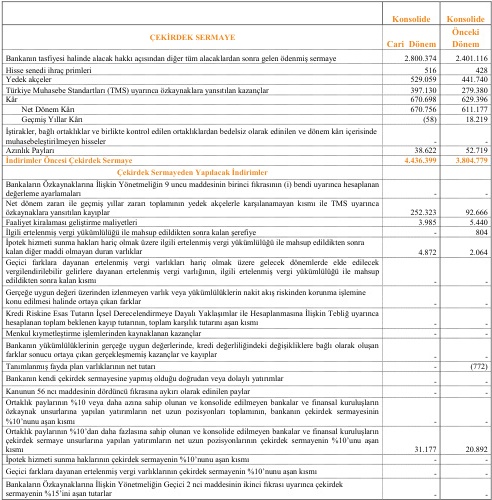 Konsolide Konsolide
ÇEKİRDEK SERMAYE Cari Dönem Önceki Dönem
Bankanın tasfiyesi halinde alacak hakkı açısından diğer tüm alacaklardan sonra gelen ödenmiş sermaye 2.800.374 2.401.116
Hisse senedi ihraç primleri 516 428
Yedek akçeler 529.059 441.740
Türkiye Muhasebe Standartları (TMS) uyarınca özkaynaklara yansıtılan kazançlar 397.130 279.380
Kâr 670.698 629.396
Net Dönem Kârı 670.756 611.177
Geçmiş Yıllar Kârı (58) 18.219
İştirakler, bağlı ortaklıklar ve birlikte kontrol edilen ortaklıklardan bedelsiz olarak edinilen ve dönem kârı içerisinde
muhasebeleştirilmeyen hisseler - -
Azınlık Payları 38.622 52.719
İndirimler Öncesi Çekirdek Sermaye 4.436.399 3.804.779
Çekirdek Sermayeden Yapılacak İndirimler
Bankaların Özkaynaklarına İlişkin Yönetmeliğin 9 uncu maddesinin birinci fıkrasının (i) bendi uyarınca hesaplanan
değerleme ayarlamaları - -
Net dönem zararı ile geçmiş yıllar zararı toplamının yedek akçelerle karşılanamayan kısmı ile TMS uyarınca
özkaynaklara yansıtılan kayıplar 252.323 92.666
Faaliyet kiralaması geliştirme maliyetleri 3.985 5.440
İlgili ertelenmiş vergi yükümlülüğü ile mahsup edildikten sonra kalan şerefiye - 804
İpotek hizmeti sunma hakları hariç olmak üzere ilgili ertelenmiş vergi yükümlülüğü ile mahsup edildikten sonra
kalan diğer maddi olmayan duran varlıklar 4.872 2.064
Geçici farklara dayanan ertelenmiş vergi varlıkları hariç olmak üzere gelecek dönemlerde elde edilecek
vergilendirilebilir gelirlere dayanan ertelenmiş vergi varlığının, ilgili ertelenmiş vergi yükümlülüğü ile mahsup
edildikten sonra kalan kısmı - -
Gerçeğe uygun değeri üzerinden izlenmeyen varlık veya yükümlülüklerin nakit akış riskinden korunma işlemine
konu edilmesi halinde ortaya çıkan farklar - -
Kredi Riskine Esas Tutarın İçsel Derecelendirmeye Dayalı Yaklaşımlar ile Hesaplanmasına İlişkin Tebliğ uyarınca
hesaplanan toplam beklenen kayıp tutarının, toplam karşılık tutarını aşan kısmı - -
Menkul kıymetleştirme işlemlerinden kaynaklanan kazançlar - -
Bankanın yükümlülüklerinin gerçeğe uygun değerlerinde, kredi değerliliğindeki değişikliklere bağlı olarak oluşan
farklar sonucu ortaya çıkan gerçekleşmemiş kazançlar ve kayıplar - -
Tanımlanmış fayda plan varlıklarının net tutarı - (772)
Bankanın kendi çekirdek sermayesine yapmış olduğu doğrudan veya dolaylı yatırımlar - -
Kanunun 56 ncı maddesinin dördüncü fıkrasına aykırı olarak edinilen paylar - -
Ortaklık paylarının %10 veya daha azına sahip olunan ve konsolide edilmeyen bankalar ve finansal kuruluşların
özkaynak unsurlarına yapılan yatırımların net uzun pozisyonları toplamının, bankanın çekirdek sermayesinin
%10'nunu aşan kısmı - -
Ortaklık paylarının %10'dan daha fazlasına sahip olunan ve konsolide edilmeyen bankalar ve finansal kuruluşların
çekirdek sermaye unsurlarına yapılan yatırımların net uzun pozisyonlarının çekirdek sermayenin %10'unu aşan
kısmı 31.177 20.892
İpotek hizmeti sunma haklarının çekirdek sermayenin %10'nunu aşan kısmı - -
Geçici farklara dayanan ertelenmiş vergi varlıklarının çekirdek sermayenin %10'nunu aşan kısmı - -
Bankaların Özkaynaklarına İlişkin Yönetmeliğin Geçici 2 nci maddesinin ikinci fıkrası uyarınca çekirdek
sermayenin %15'ini aşan tutarlar - -